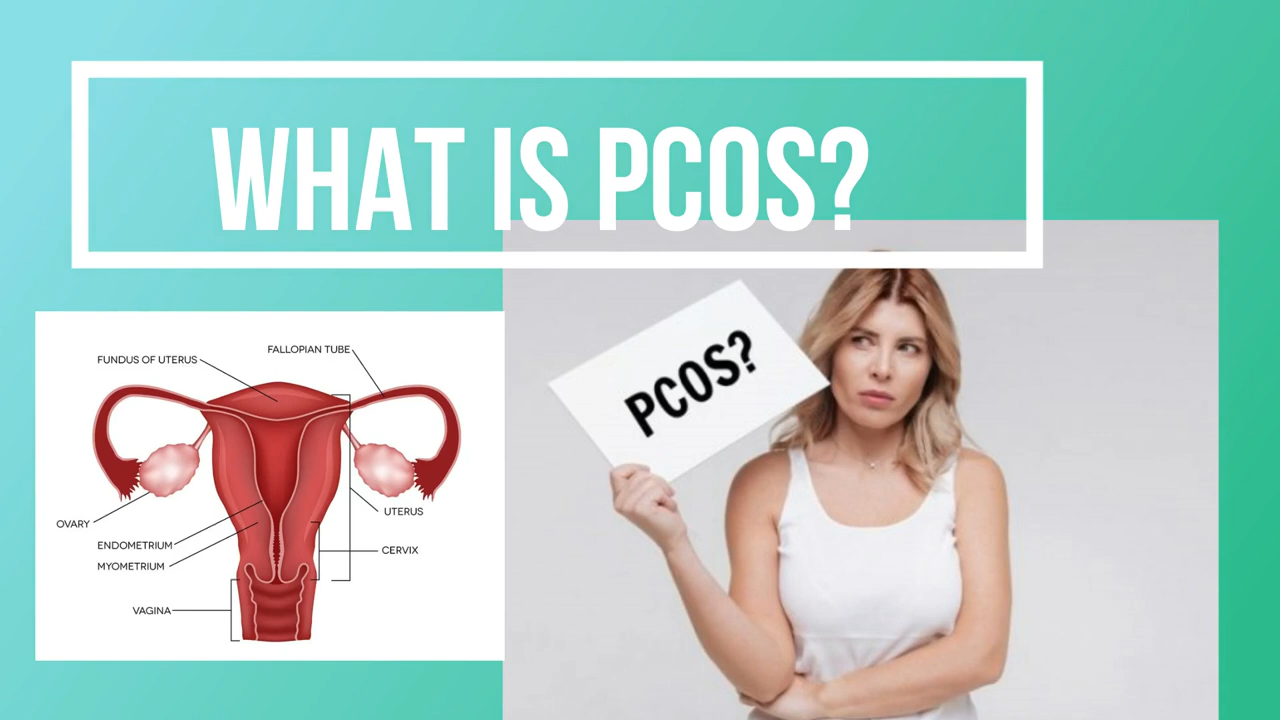 WHAT IS PCOS?
FUNDUS OF UTERUS
FALLOPIAN TUBE
OVARY
ENDOMETRIUM
MYOMETRIUM
VAGINA
UTERUS
CERVIX
PCOS?